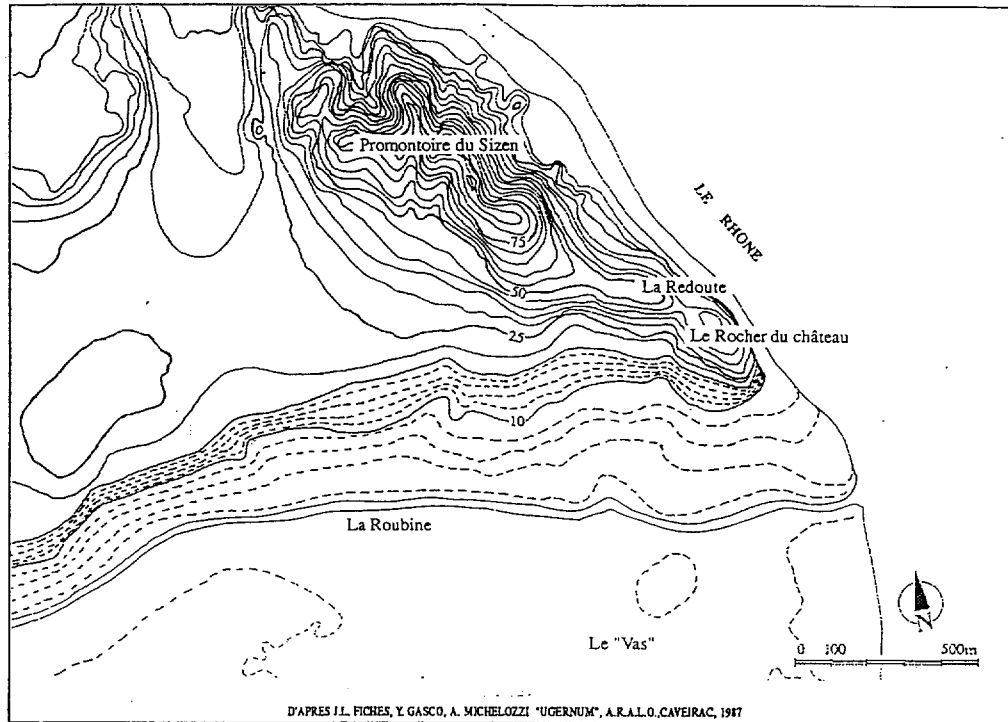 Promontoire du Sizen
LE RHONE
75
La Redoute
50
25
Le Rocher du château
10
La Roubine
N
Le "Vas"
0 100 500m
D'APRES J.L. FICHES, Y. GASCO, A. MICHELOZZI "UGERNUM", A.R.A.L.O.,CAVEIRAC, 1987